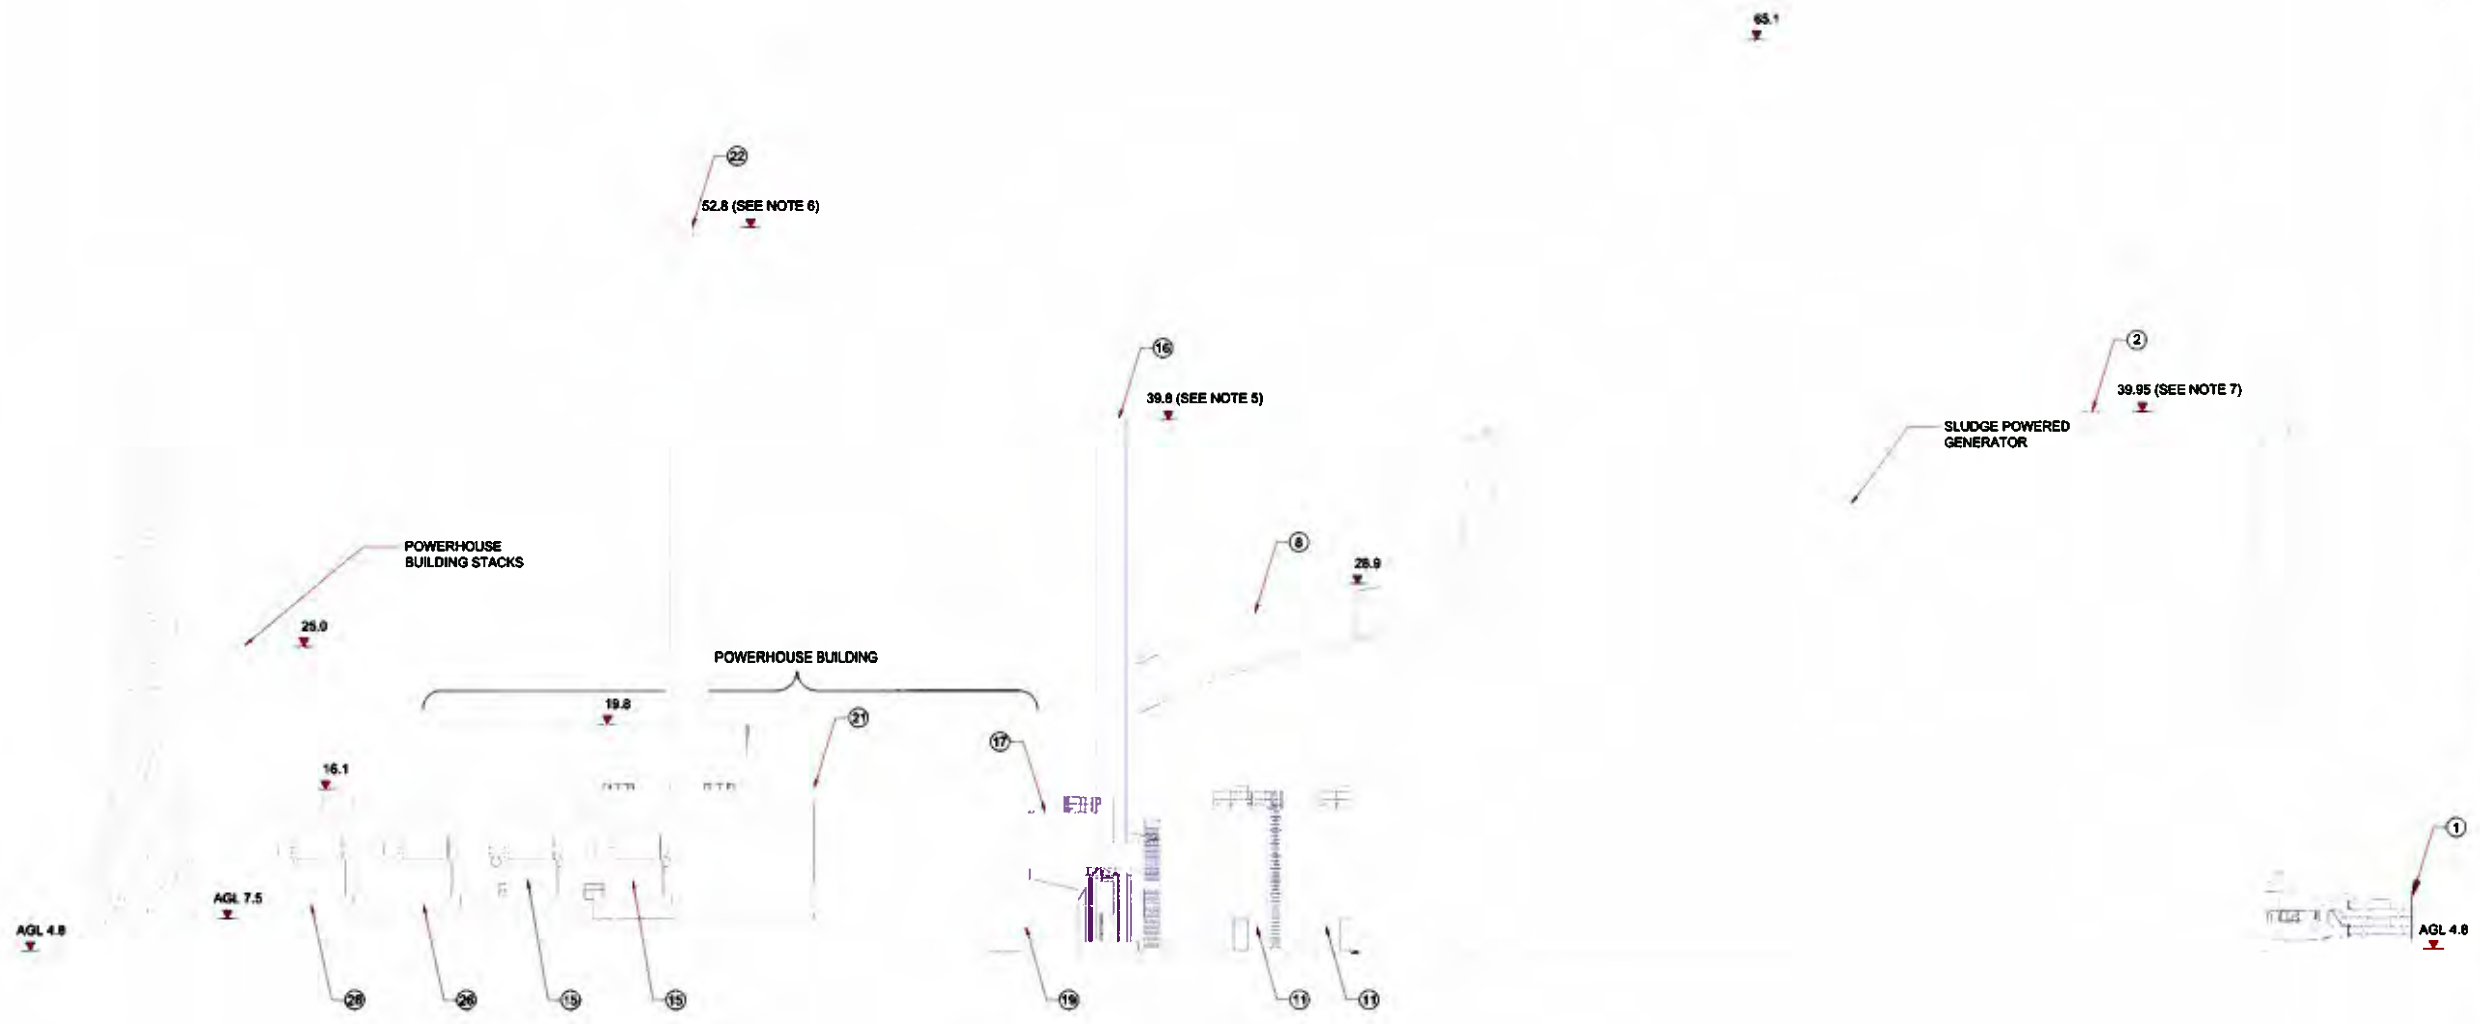 65.1
22
52.8 (SEE NOTE 6)
16
2
39.8 (SEE NOTE 5)
39.95 (SEE NOTE 7)
SLUDGE POWERED
GENERATOR
POWERHOUSE
BUILDING STACKS
8
28.9
25.0
POWERHOUSE BUILDING
19.8
21
17
16.1
1
AGL 7.5
AGL 4.8
AGL 4.8
26
26
15
15
19
11
11